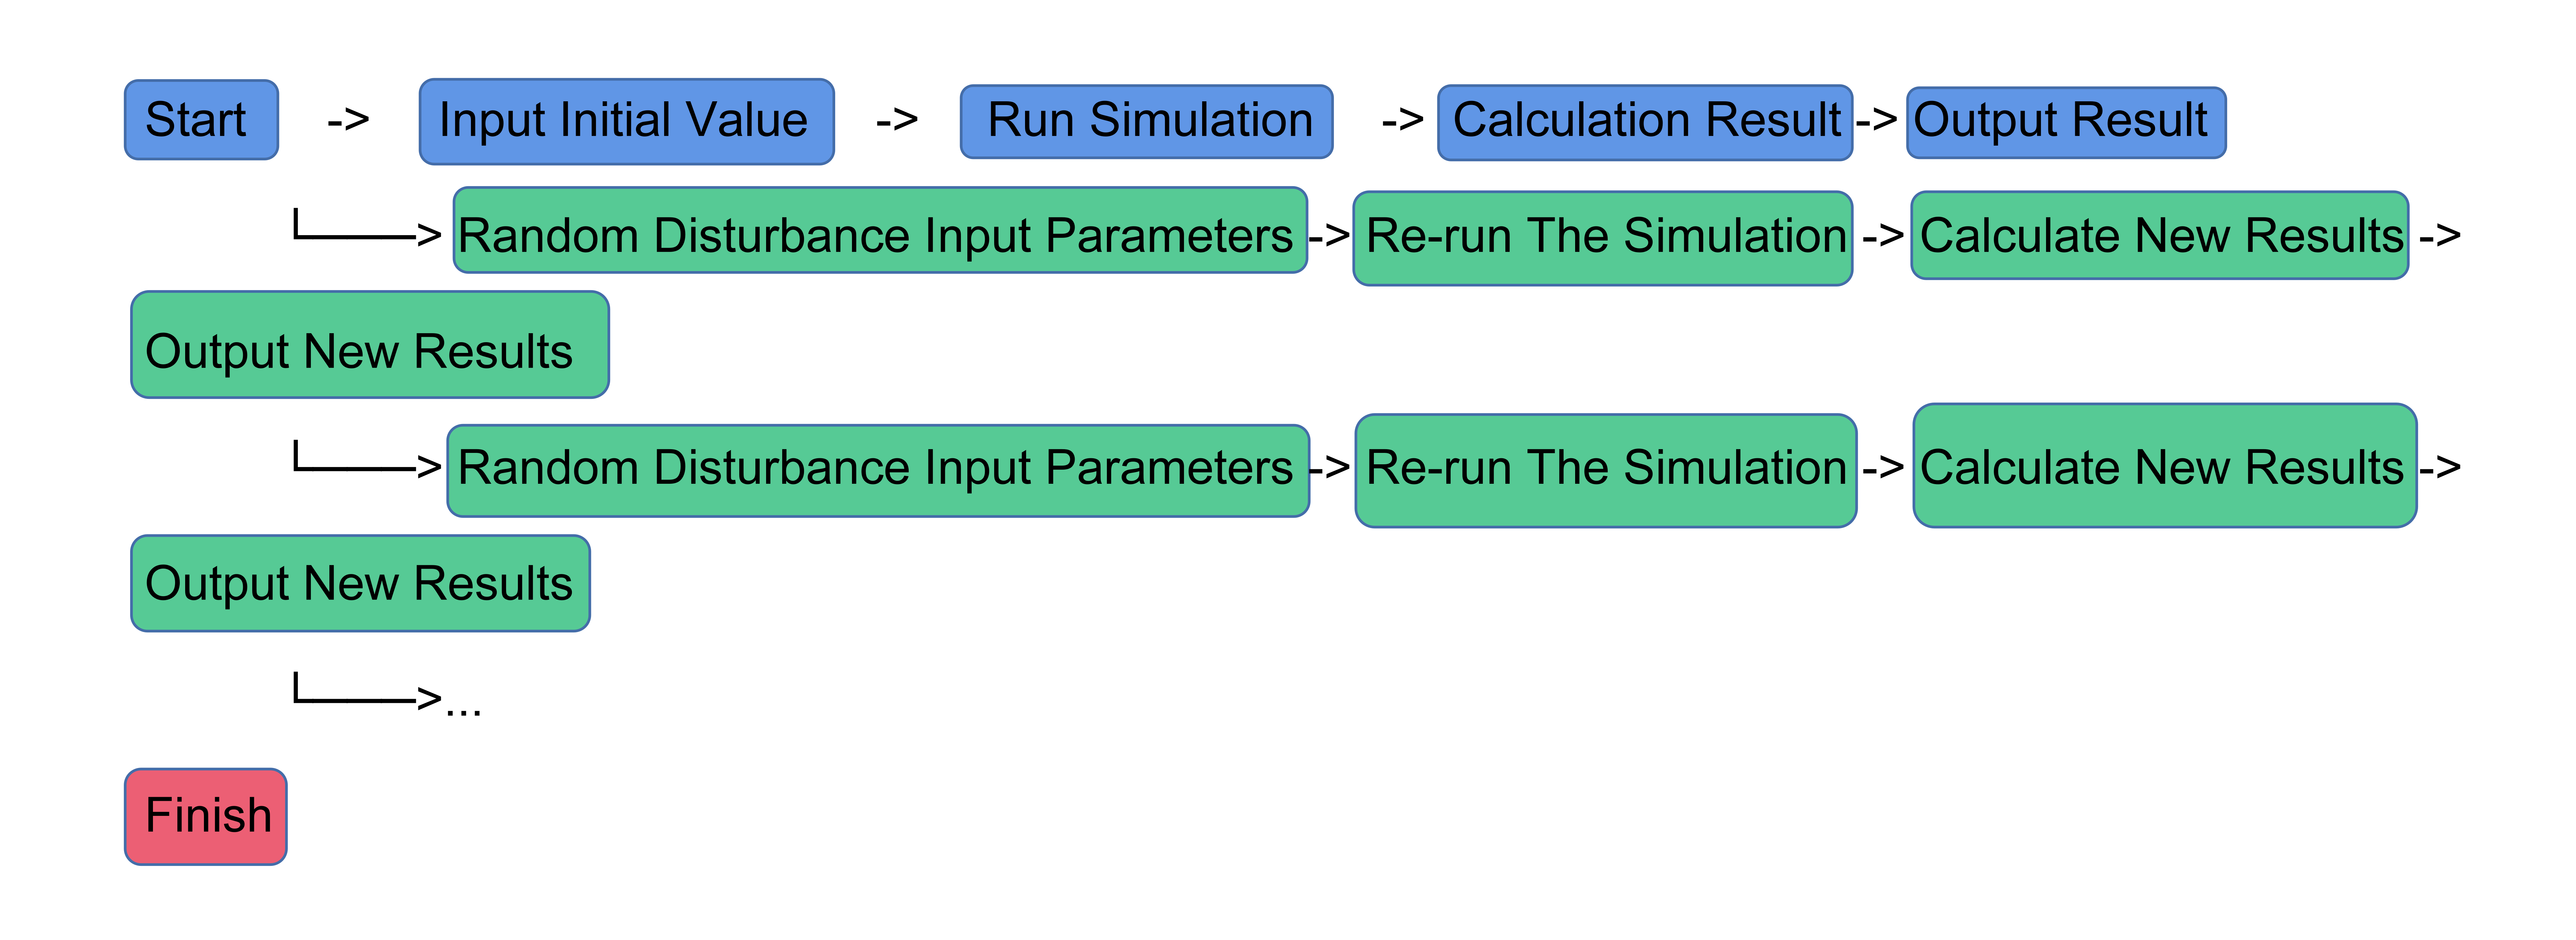 Start -> Input Initial Value -> Run Simulation -> Calculation Result -> Output Result
└───> Random Disturbance Input Parameters -> Re-run The Simulation -> Calculate New Results ->
Output New Results
└───> Random Disturbance Input Parameters -> Re-run The Simulation -> Calculate New Results ->
Output New Results
└───>...
Finish